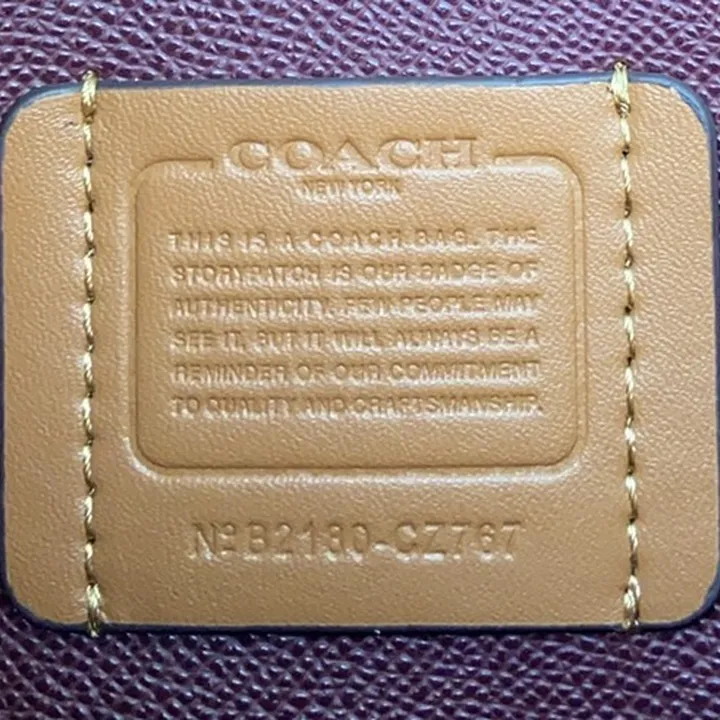 COACH
NEW YORK
THIS IS A COACH BAG. THE
STORYPATCH IS OUR BADGE OF
AUTHENTICITY. FEW PEOPLE MAY
SEE IT, BUT IT WILL ALWAYS BE A
REMINDER OF OUR COMMITMENT
TO QUALITY AND CRAFTSMANSHIP.
Nº B2130-CZ767